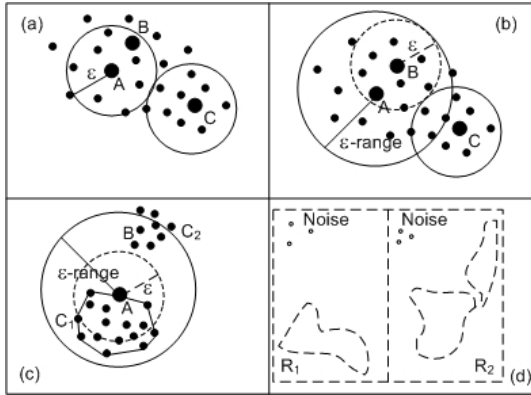 (a)
B
ε
A
C
(b)
ε
B
A
ε-range
C
C₂
B
ε-range
ε
A
C₁
(c)
Noise
Noise
R₁
R₂
(d)